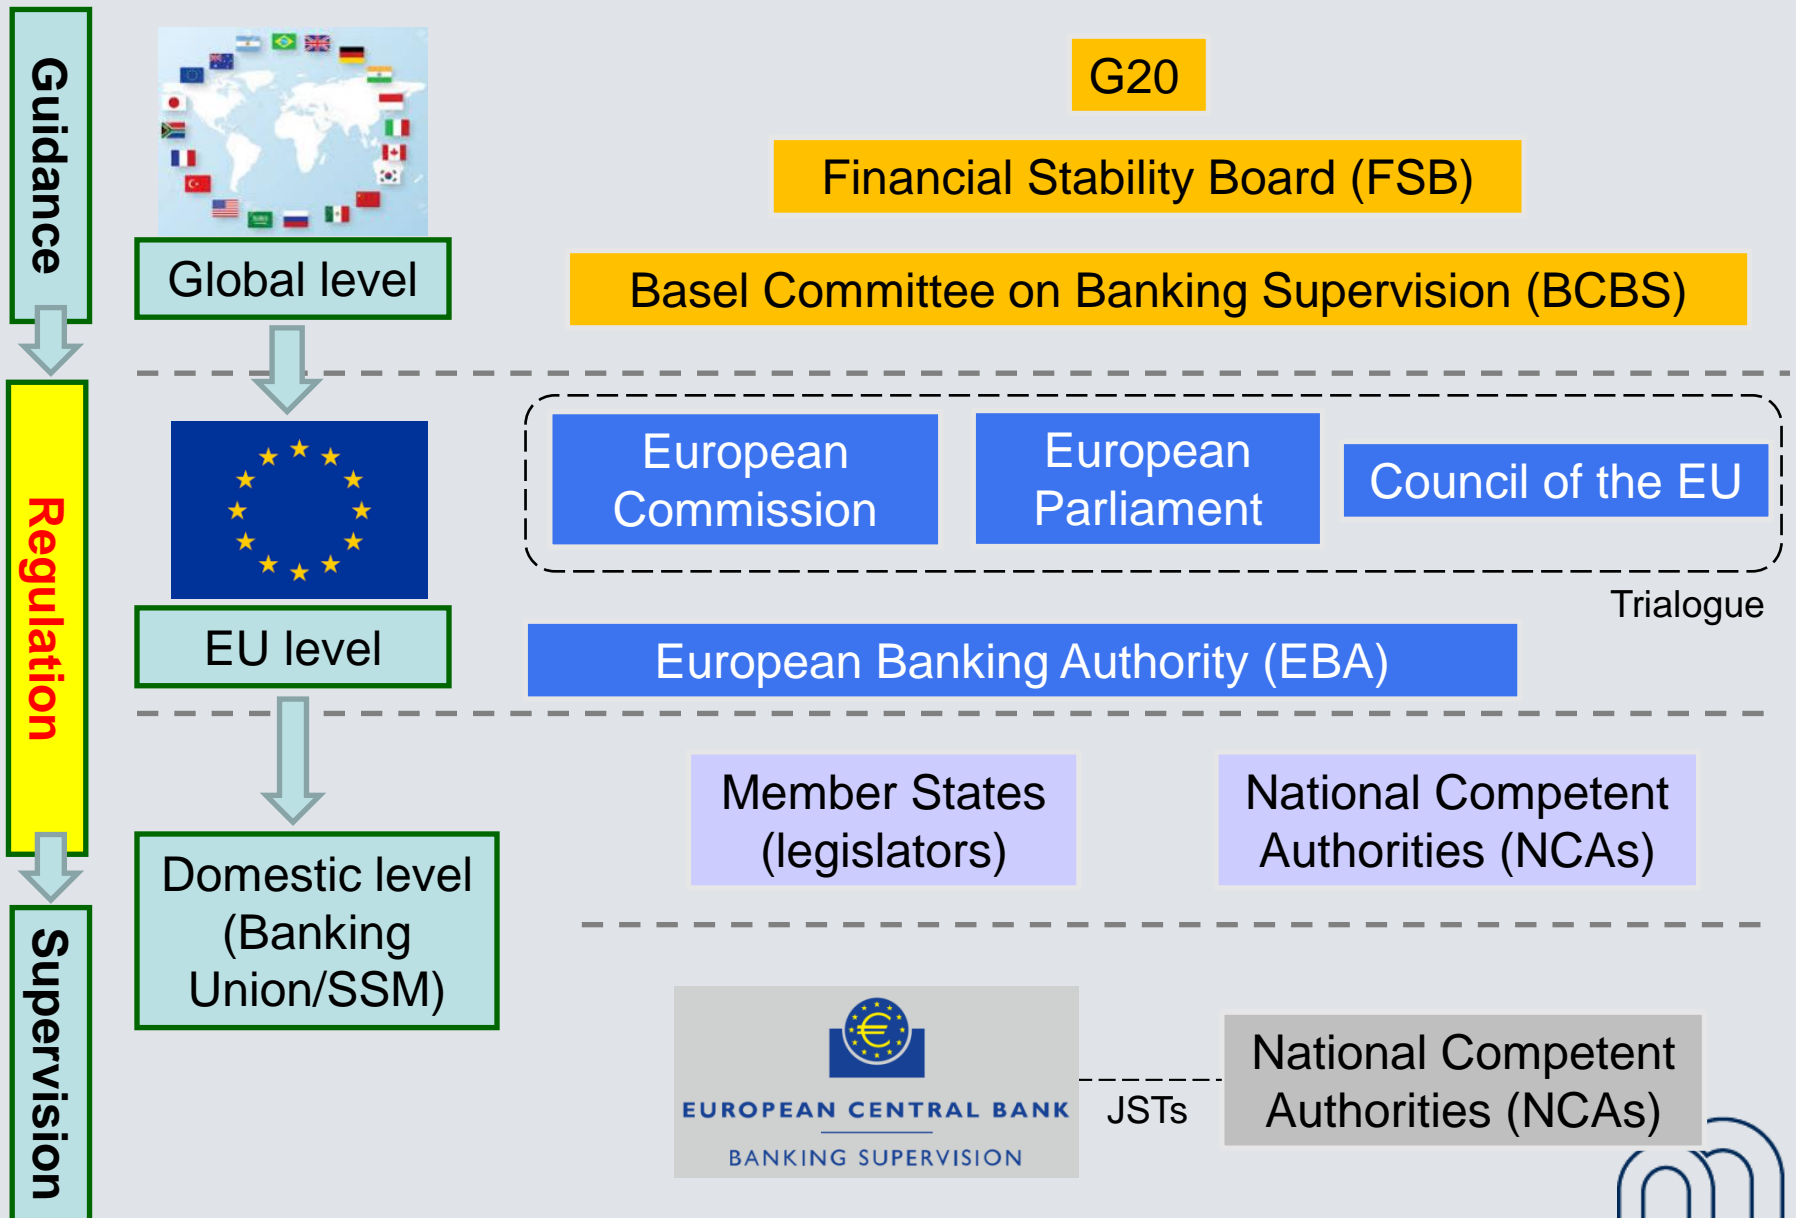 Guidance
Global level
G20
Financial Stability Board (FSB)
Basel Committee on Banking Supervision (BCBS)
Regulation
EU level
European
Commission
European
Parliament
Council of the EU
Trialogue
European Banking Authority (EBA)
Domestic level
(Banking
Union/SSM)
Member States
(legislators)
National Competent
Authorities (NCAs)
Supervision
EUROPEAN CENTRAL BANK
BANKING SUPERVISION
JSTs
National Competent
Authorities (NCAs)